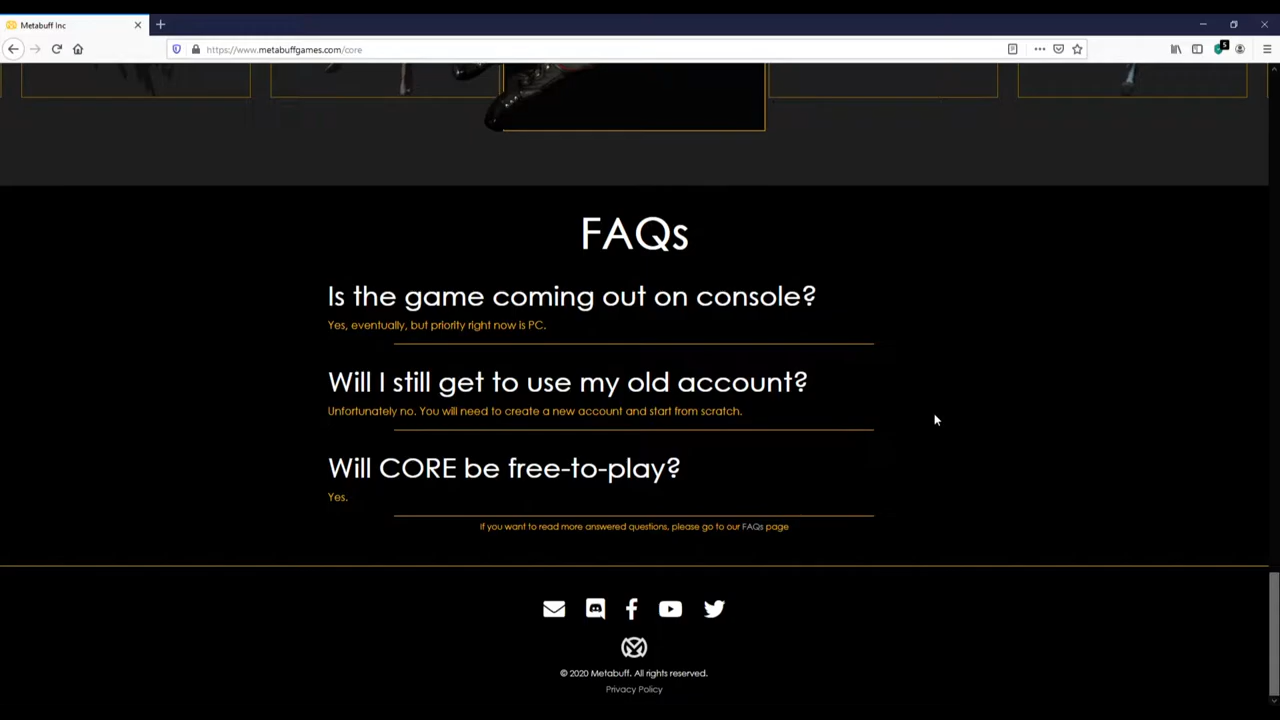 Metabuff Inc
https://www.metabuffgames.com/core
5
FAQs
Is the game coming out on console?
Yes, eventually, but priority right now is PC.
Will I still get to use my old account?
Unfortunately no. You will need to create a new account and start from scratch.
Will CORE be free-to-play?
Yes.
If you want to read more answered questions, please go to our FAQs page
© 2020 Metabuff. All rights reserved.
Privacy Policy